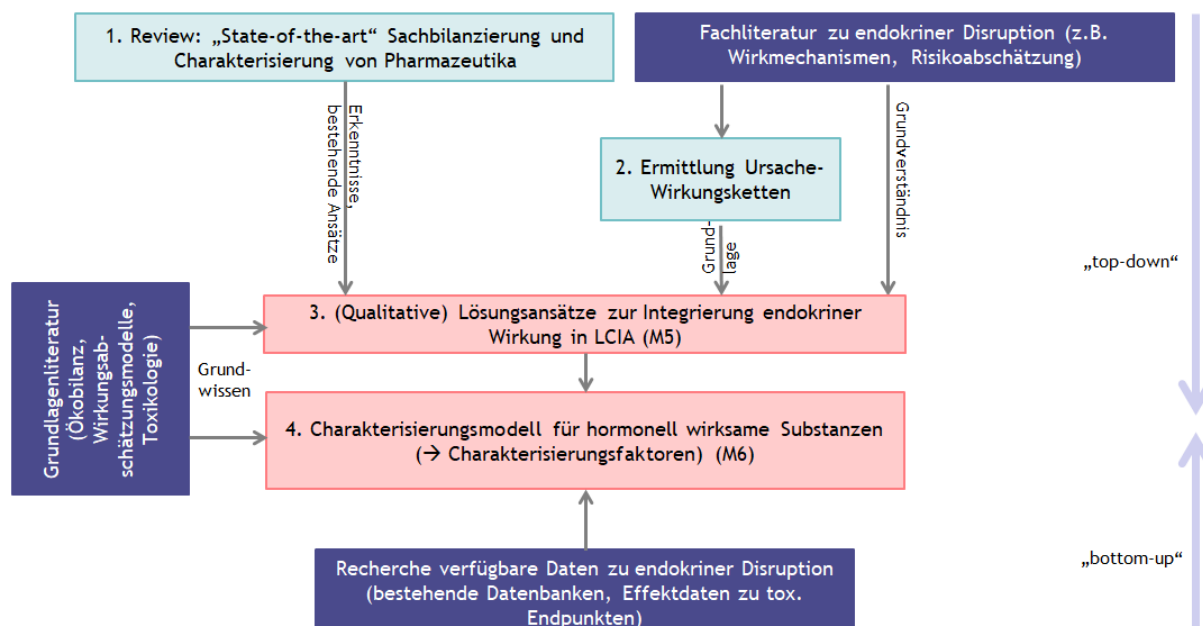 1. Review: „State-of-the-art“ Sachbilanzierung und
Charakterisierung von Pharmazeutika
Fachliteratur zu endokriner Disruption (z.B.
Wirkmechanismen, Risikoabschätzung)
Erkenntnisse,
bestehende Ansätze
2. Ermittlung Ursache-
Wirkungsketten
Grundverständnis
Grund-
lage
„top-down“
Grundlagenliteratur
(Ökobilanz,
Wirkungsab-
schätzungsmodelle,
Toxikologie)
Grund-
wissen
3. (Qualitative) Lösungsansätze zur Integrierung endokriner
Wirkung in LCIA (M5)
4. Charakterisierungsmodell für hormonell wirksame Substanzen
(→ Charakterisierungsfaktoren) (M6)
„bottom-up“
Recherche verfügbare Daten zu endokriner Disruption
(bestehende Datenbanken, Effektdaten zu tox.
Endpunkten)